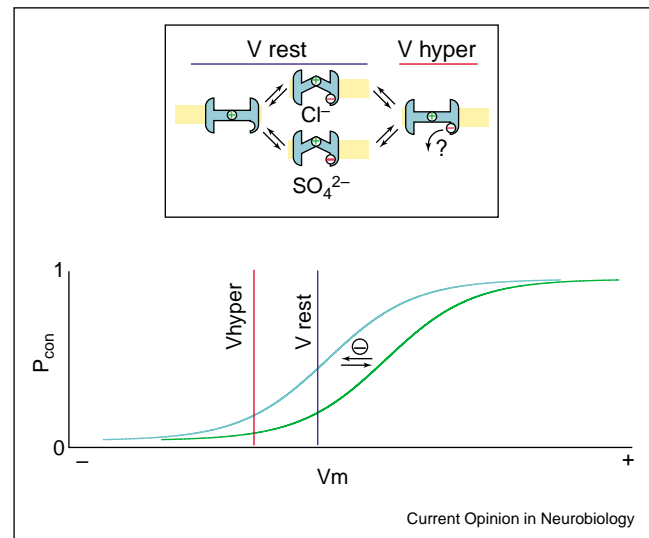 V rest V hyper
Cl⁻
?
SO₄²⁻
1
Vhyper
V rest
P_con
0
– Vm +
Current Opinion in Neurobiology